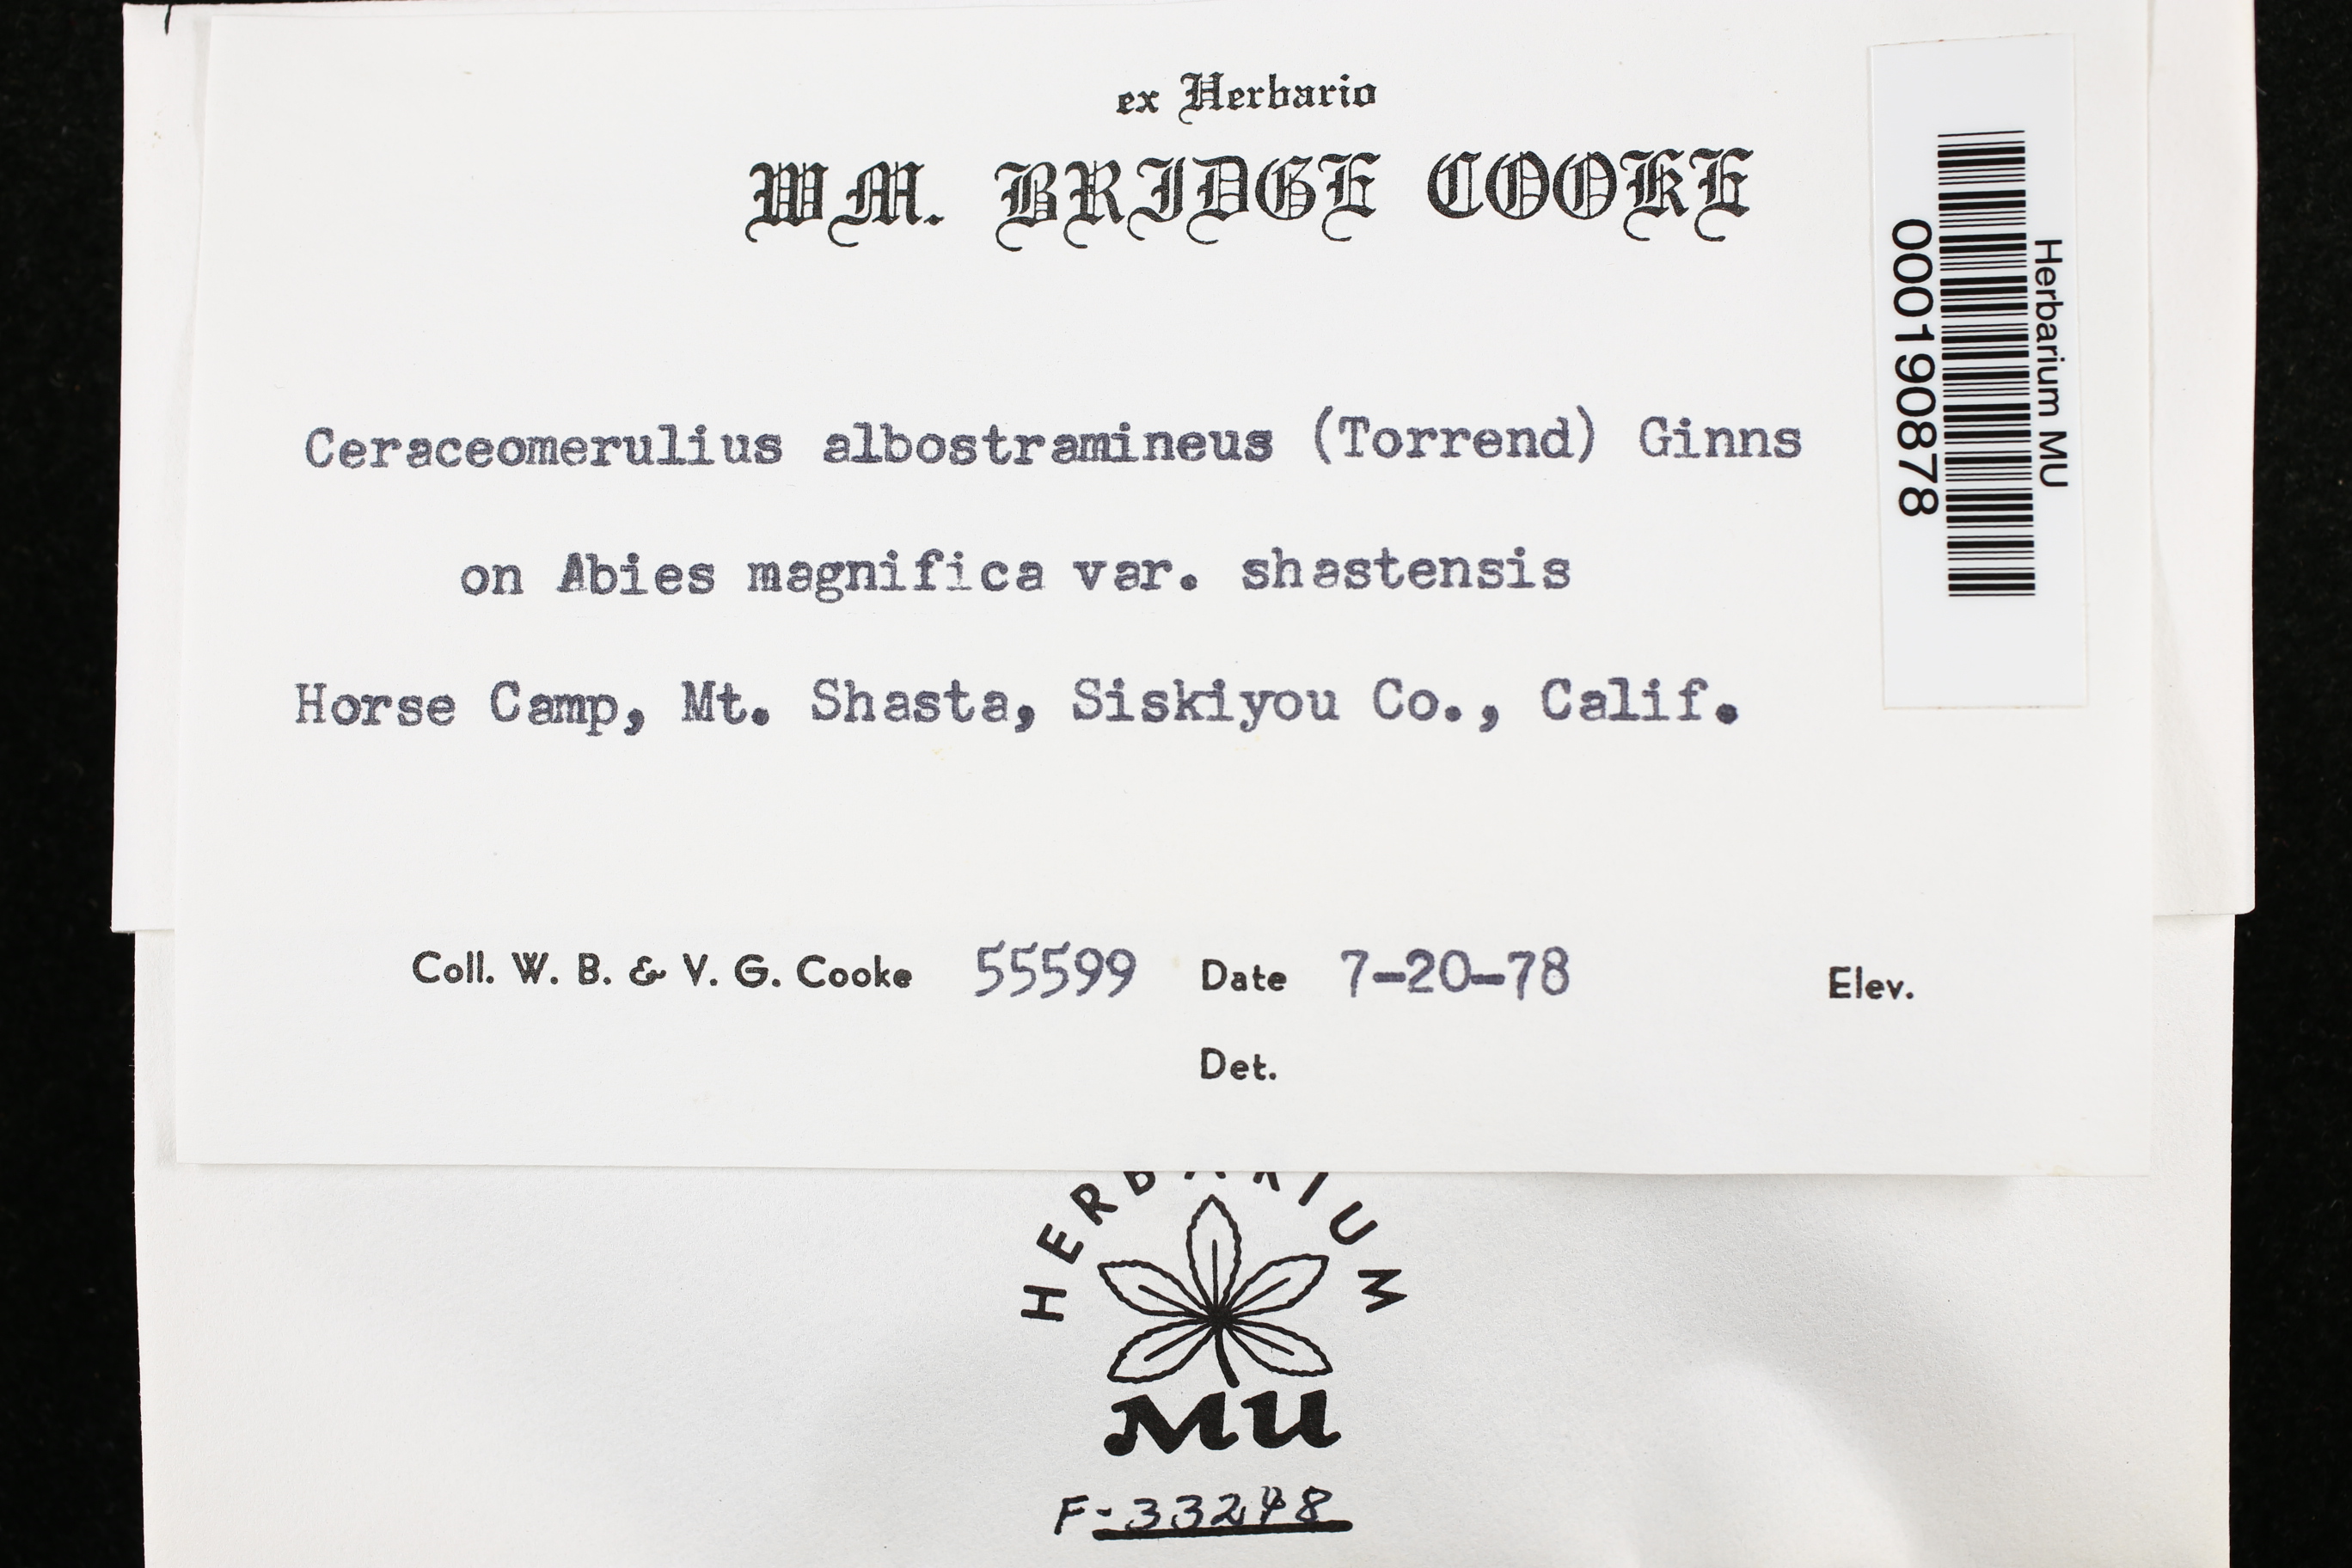 ex Herbario
WM. BRIDGE COOKE
Ceraceomerulius albostramineus (Torrend) Ginns
on Abies magnifica var. shastensis
Horse Camp, Mt. Shasta, Siskiyou Co., Calif.
Coll. W. B. & V. G. Cooke 55599 Date 7-20-78 Elev.
Det.
Herbarium MU
000190878
HERBARIUM
MU
F-33248